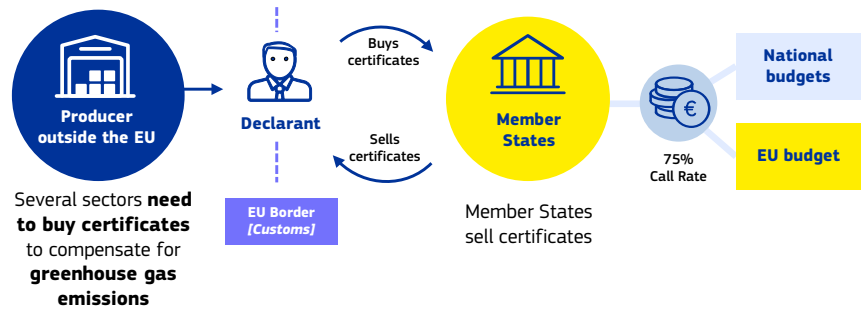 Producer
outside the EU
Several sectors need
to buy certificates
to compensate for
greenhouse gas
emissions
Declarant
EU Border
[Customs]
Buys
certificates
Sells
certificates
Member
States
Member States
sell certificates
€
75%
Call Rate
National
budgets
EU budget